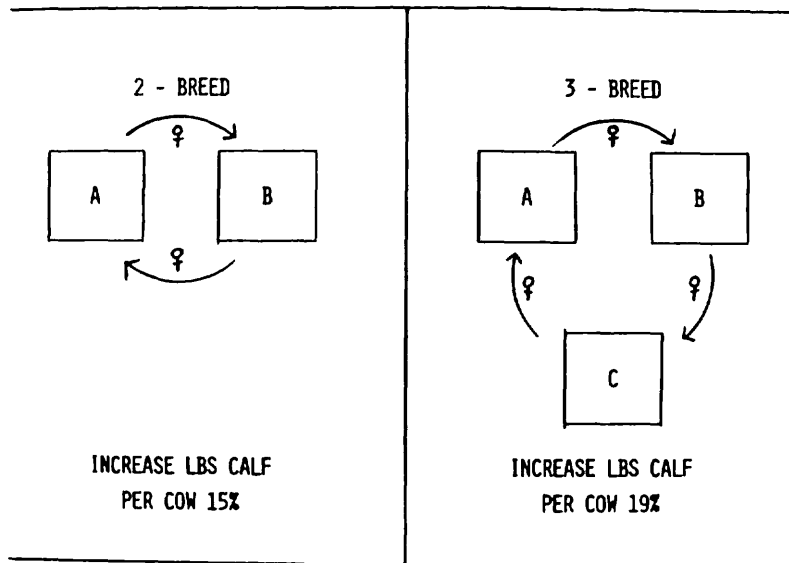 2 - BREED
♀
A
B
♀
INCREASE LBS CALF
PER COW 15%
3 - BREED
♀
A
B
♀
♀
C
INCREASE LBS CALF
PER COW 19%